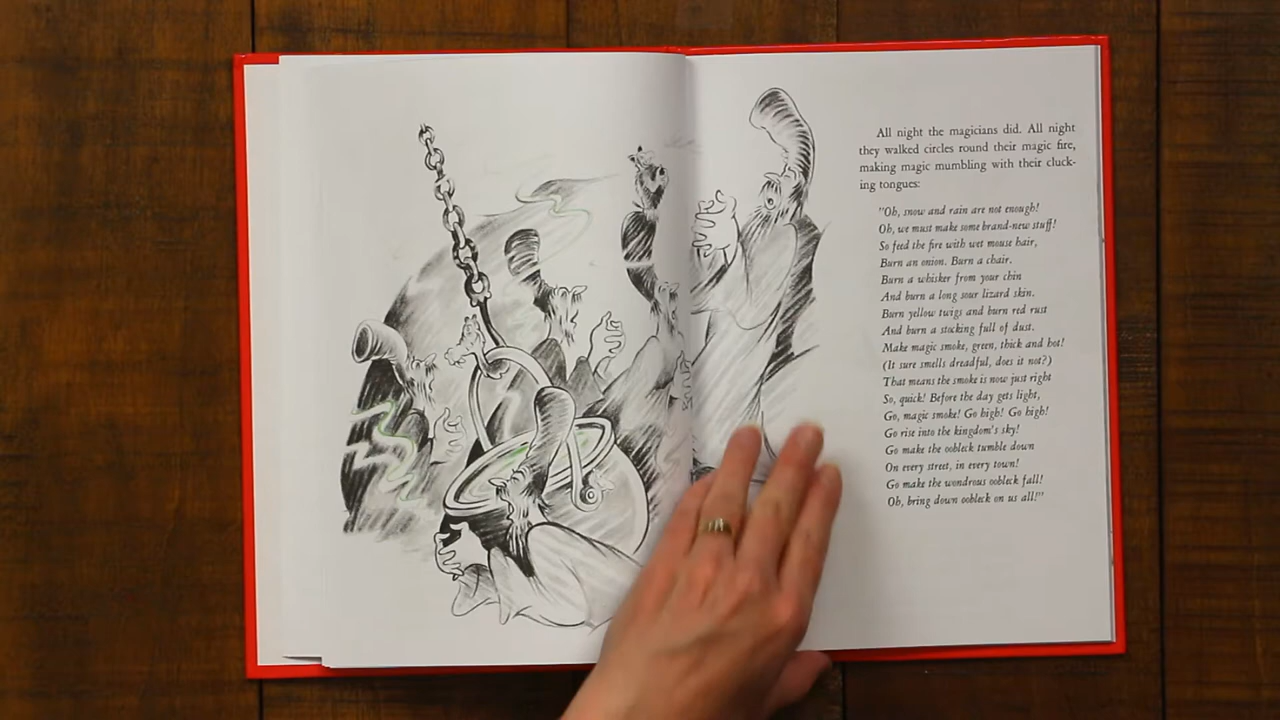 All night the magicians did. All night
they walked circles round their magic fire,
making magic mumbling with their cluck-
ing tongues:
"Oh, snow and rain are not enough!
Oh, we must make some brand-new stuff!
So feed the fire with wet mouse hair,
Burn an onion. Burn a chair.
Burn a whisker from your chin
And burn a long sour lizard skin.
Burn yellow twigs and burn red rust
And burn a stocking full of dust.
Make magic smoke, green, thick and hot!
(It sure smells dreadful, does it not?)
That means the smoke is now just right
So, quick! Before the day gets light,
Go, magic smoke! Go high! Go high!
Go rise into the kingdom's sky!
Go make the oobleck tumble down
On every street, in every town!
Go make the wondrous oobleck fall!
Oh, bring down oobleck on us all!"